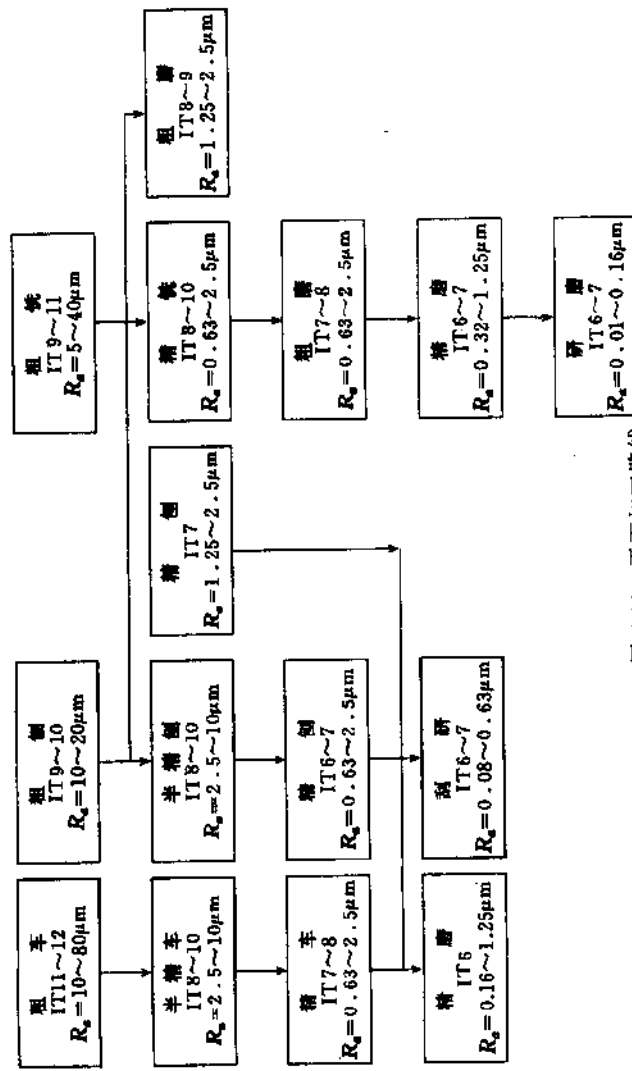 粗 车
IT11～12
Rₐ=10～80μm
粗 刨
IT9～10
Rₐ=10～20μm
粗 铣
IT9～11
Rₐ=5～40μm
半 精 车
IT8～10
Rₐ=2.5～10μm
半 精 刨
IT8～10
Rₐ=2.5～10μm
精 刨
IT7
Rₐ=1.25～2.5μm
精 铣
IT8～10
Rₐ=0.63～2.5μm
粗 磨
IT8～9
Rₐ=1.25～2.5μm
精 车
IT7～8
Rₐ=0.63～2.5μm
精 刨
IT6～7
Rₐ=0.63～2.5μm
粗 磨
IT7～8
Rₐ=0.63～2.5μm
精 磨
IT6
Rₐ=0.16～1.25μm
刮 研
IT6～7
Rₐ=0.08～0.63μm
精 磨
IT6～7
Rₐ=0.32～1.25μm
研 磨
IT6～7
Rₐ=0.01～0.16μm